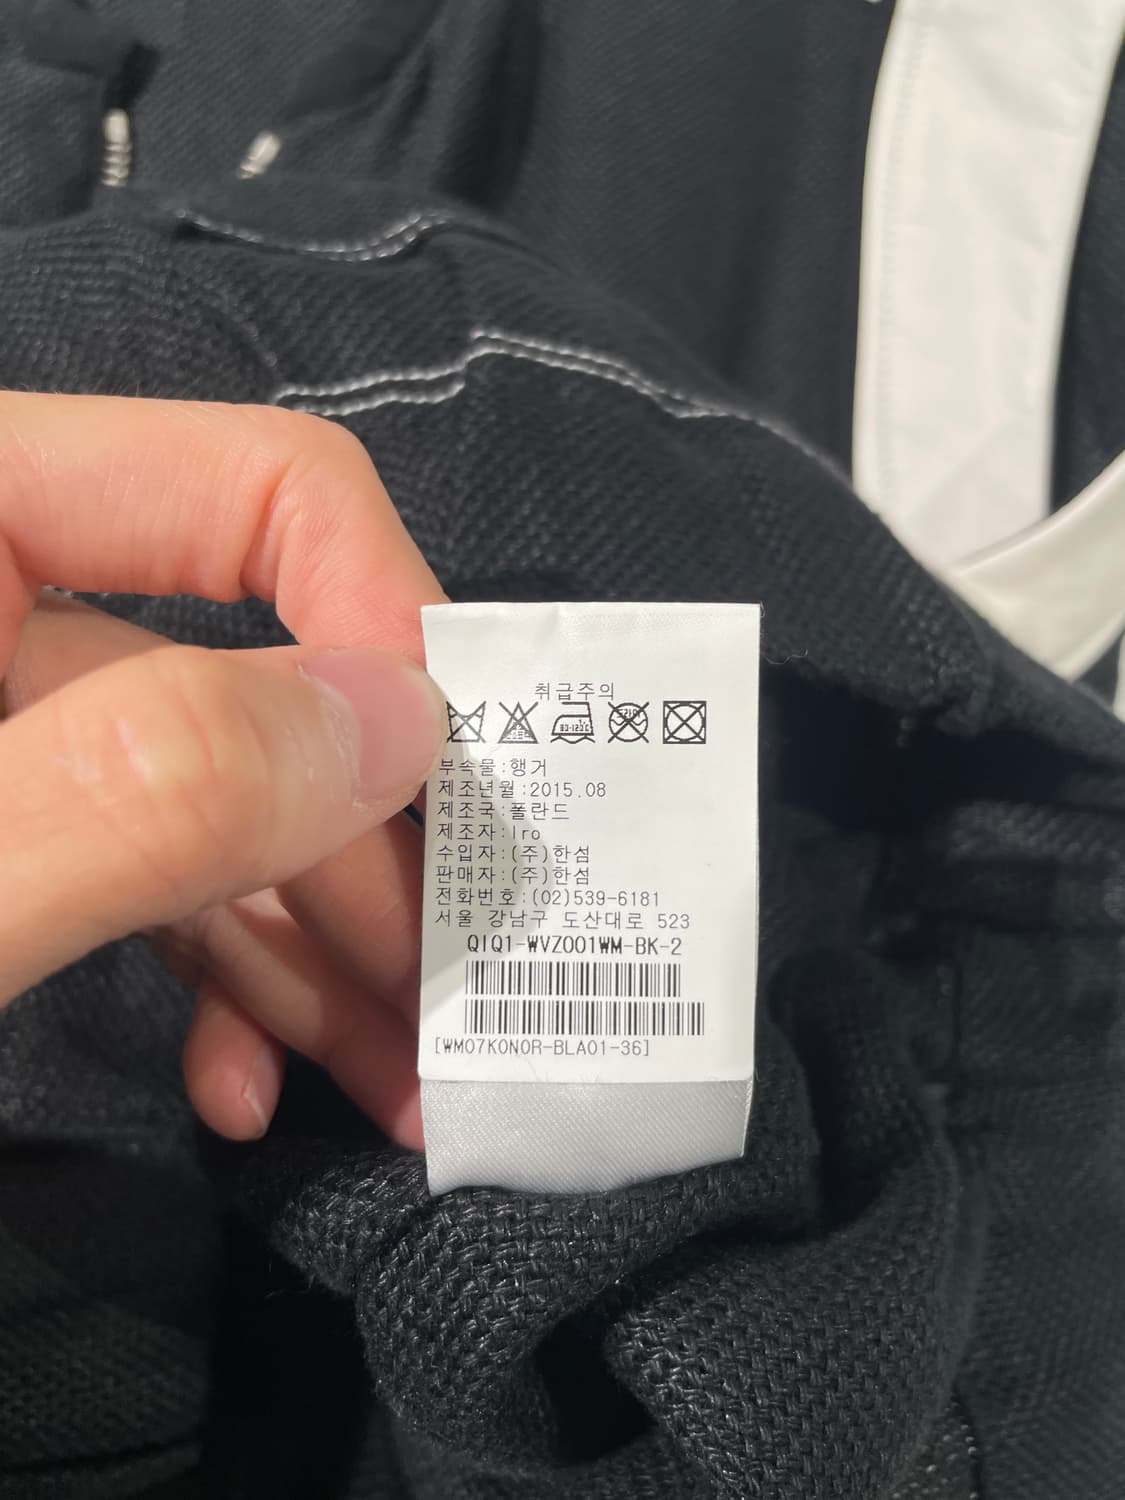 취급주의
80-120℃
부속물:행거
제조년월:2015.08
제조국:폴란드
제조자:Iro
수입자:(주)한섬
판매자:(주)한섬
전화번호:(02)539-6181
서울 강남구 도산대로 523
QIQ1-WVZ001WM-BK-2
[WM07KONOR-BLA01-36]